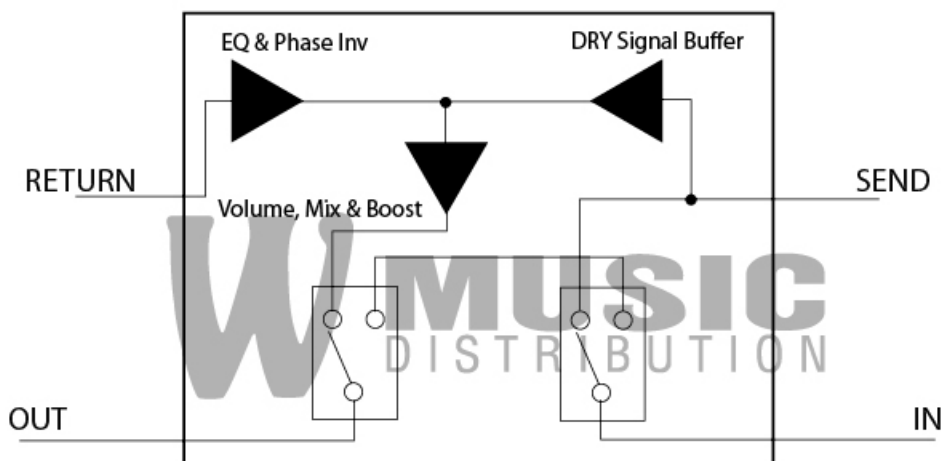 EQ & Phase Inv
DRY Signal Buffer
RETURN
SEND
Volume, Mix & Boost
W MUSIC
DISTRIBUTION
OUT
IN